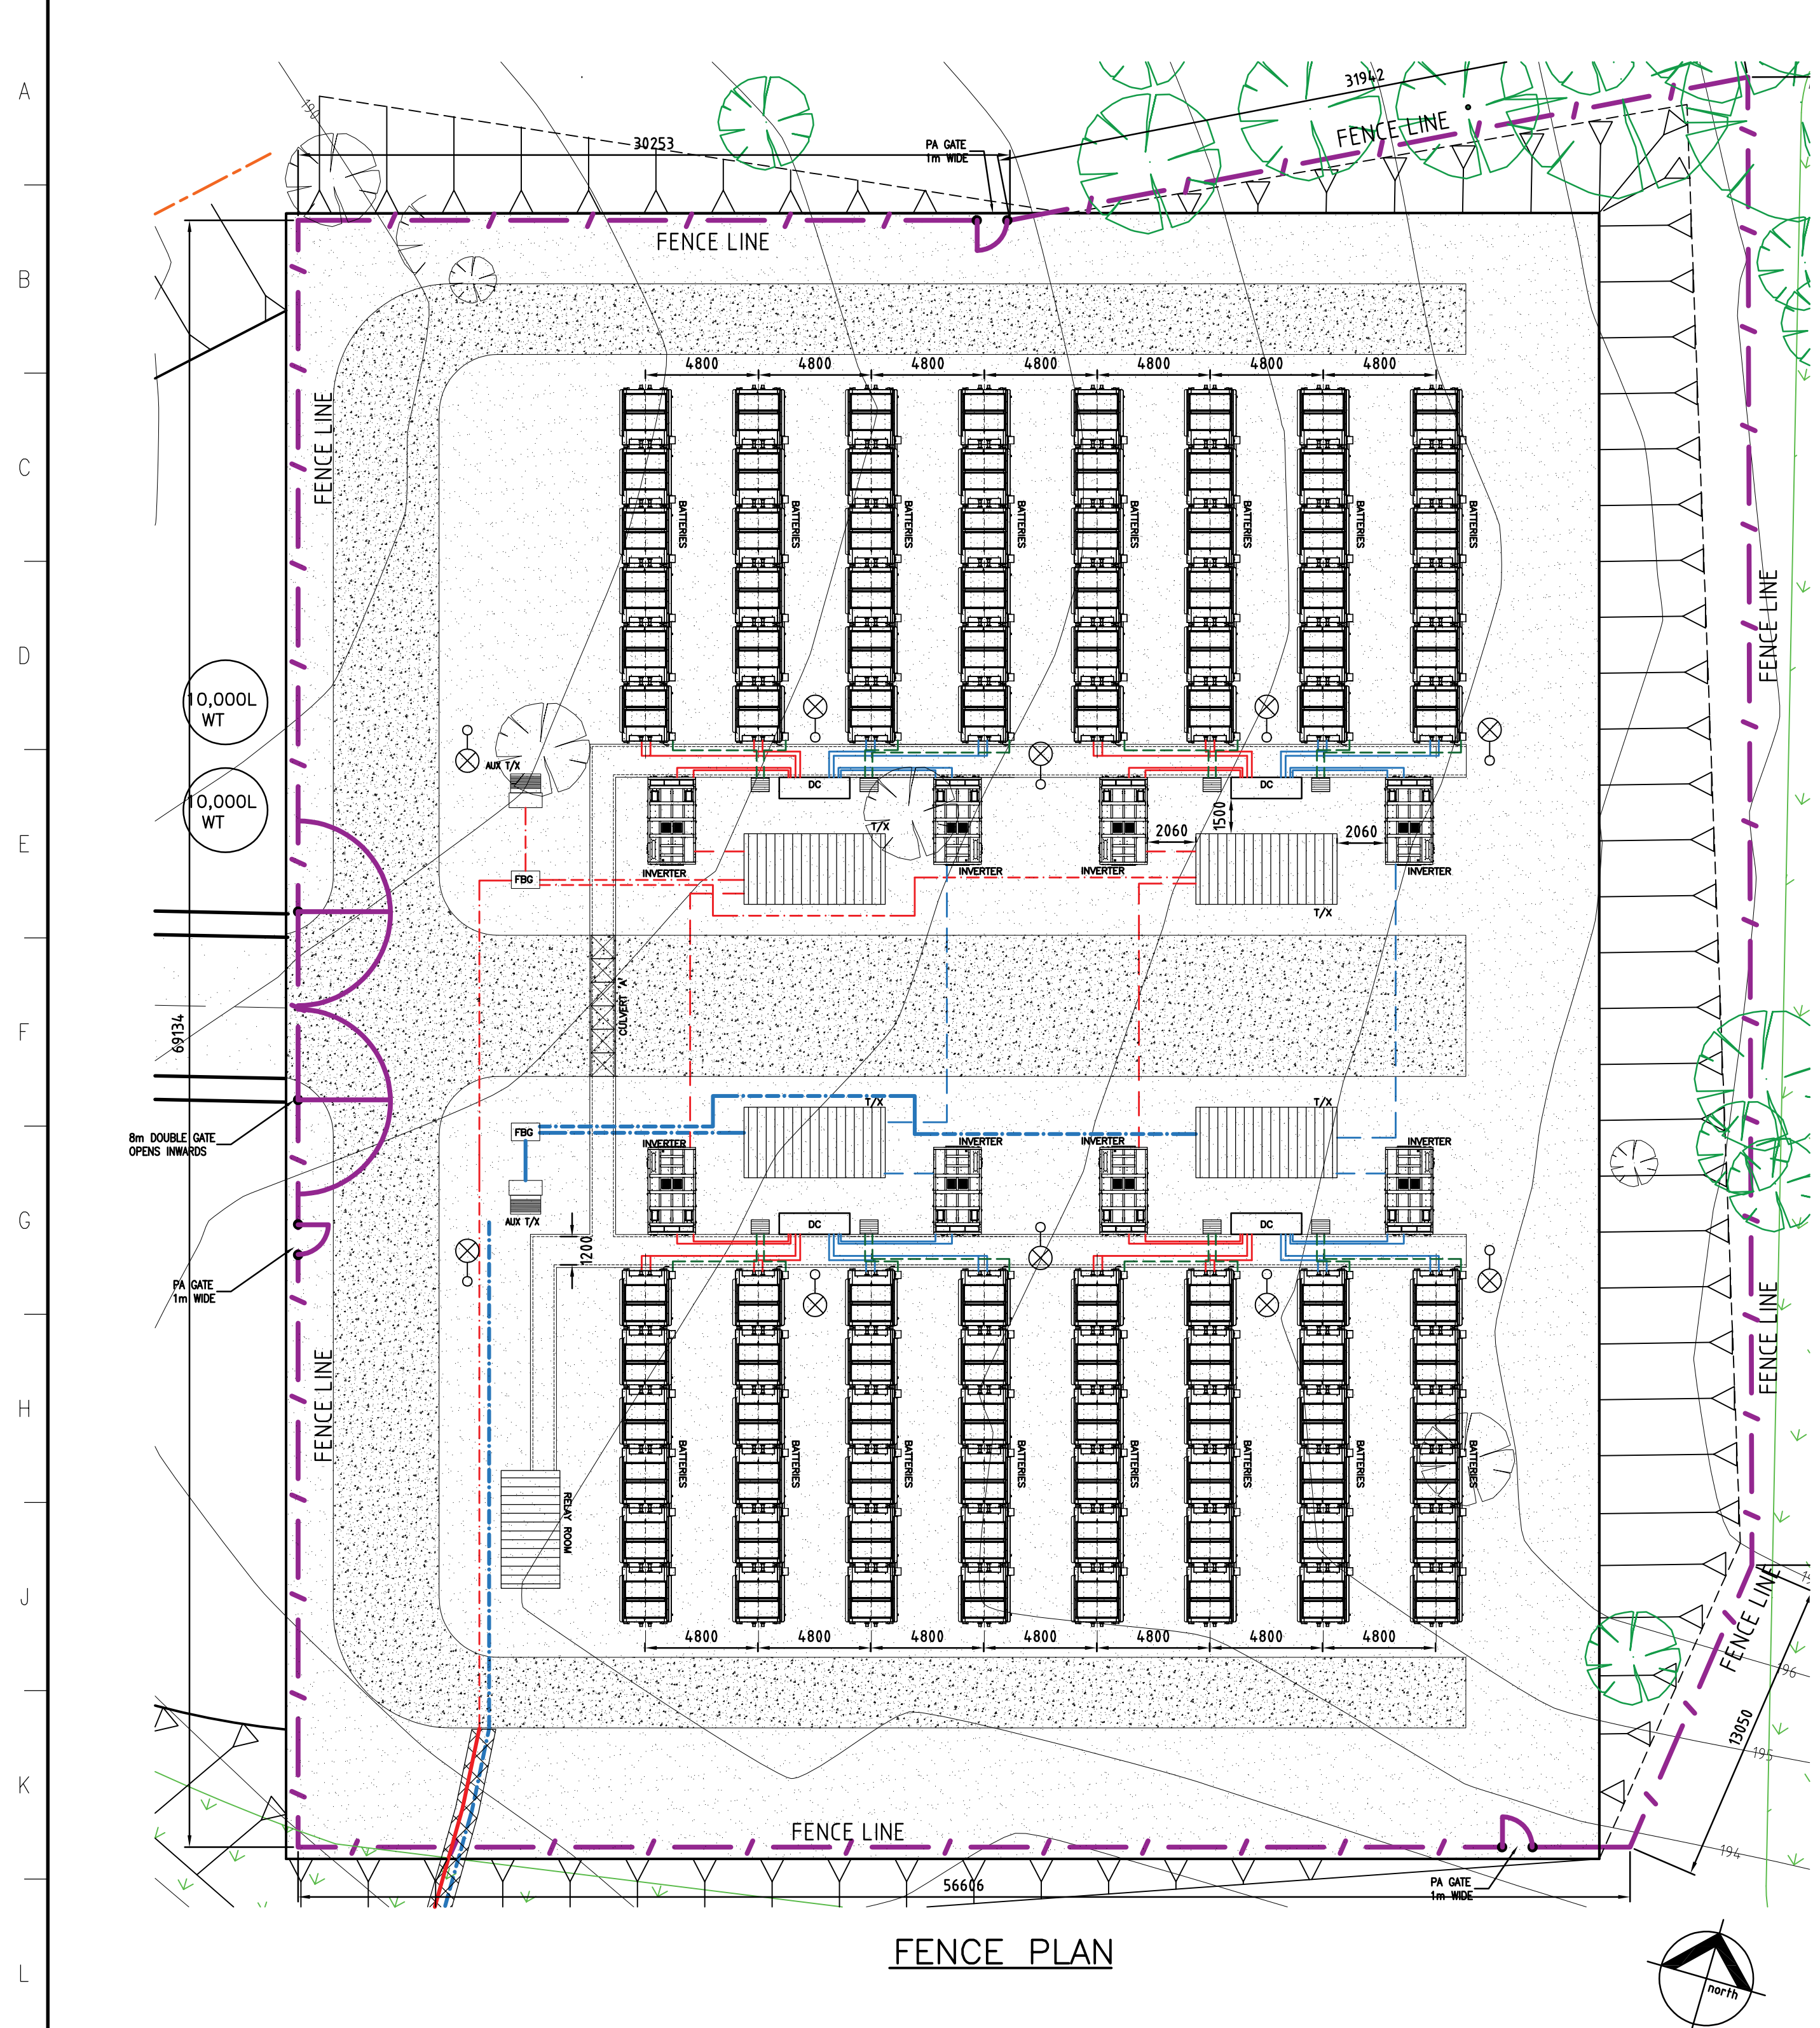 A
31942
190
FENCE LINE
30253
PA GATE
1m WIDE
FENCE LINE
B
4800
4800
4800
4800
4800
4800
4800
FENCE LINE
C
BATTERIES
BATTERIES
BATTERIES
BATTERIES
BATTERIES
BATTERIES
BATTERIES
BATTERIES
FENCE LINE
D
10,000L
WT
AUX T/X
10,000L
WT
DC
DC
T/X
1500
2060
2060
E
INVERTER
INVERTER
INVERTER
INVERTER
FBG
T/X
CULVERT 'A'
F
69134
T/X
T/X
8m DOUBLE GATE
OPENS INWARDS
FBG
INVERTER
INVERTER
INVERTER
INVERTER
G
AUX T/X
DC
DC
1200
PA GATE
1m WIDE
FENCE LINE
FENCE LINE
H
BATTERIES
BATTERIES
BATTERIES
BATTERIES
BATTERIES
BATTERIES
BATTERIES
BATTERIES
RELAY ROOM
J
FENCE LINE
4800
4800
4800
4800
4800
4800
4800
196
13050
195
K
FENCE LINE
194
56606
PA GATE
1m WIDE
FENCE PLAN
L
north